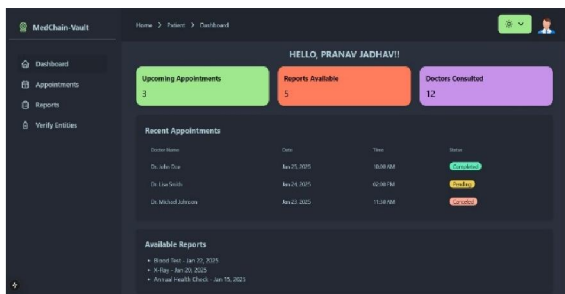 MedChain-Vault
Home > Patient > Dashboard
Dashboard
Appointments
Reports
Verify Entities
HELLO, PRANAV JADHAV!!
Upcoming Appointments
3
Reports Available
5
Doctors Consulted
12
Recent Appointments
Doctor Name Date Time Status
Dr. John Doe Jan 25, 2025 10:00 AM Completed
Dr. Lisa Smith Jan 24, 2025 02:00 PM Pending
Dr. Michael Johnson Jan 23, 2025 11:30 AM Canceled
Available Reports
• Blood Test - Jan 22, 2025
• X-Ray - Jan 20, 2025
• Annual Health Check - Jan 15, 2025